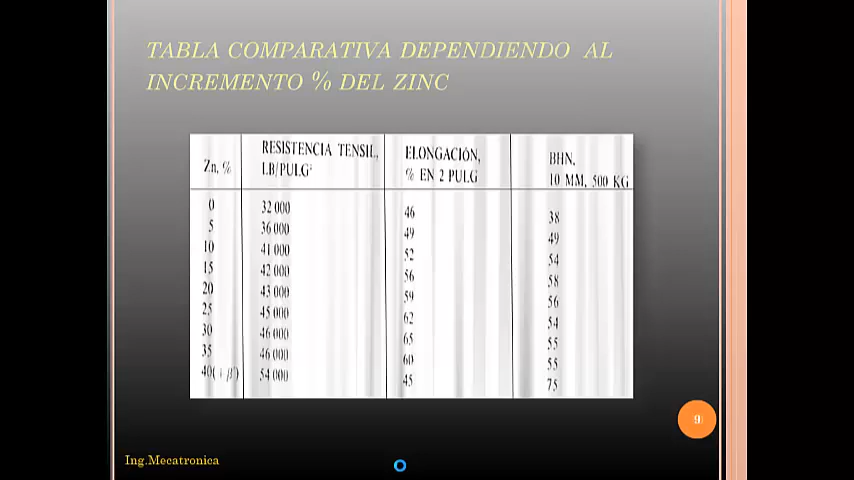 TABLA COMPARATIVA DEPENDIENDO AL
INCREMENTO % DEL ZINC
Zn, % RESISTENCIA TENSIL, LB/PULG² ELONGACIÓN, % EN 2 PULG BHN, 10 MM, 500 KG
0 32 000 46 38
5 36 000 49 49
10 41 000 52 54
15 42 000 56 58
20 43 000 59 56
25 45 000 62 54
30 46 000 65 55
35 46 000 60 55
40( + β') 54 000 45 75
9
Ing.Mecatronica